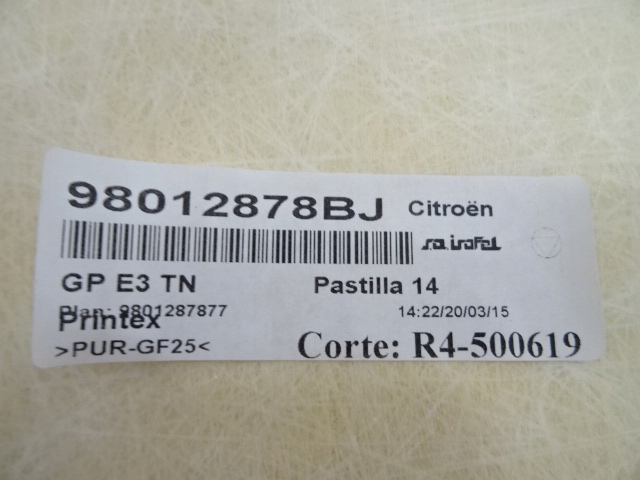 98012878BJ Citroën
GP E3 TN Pastilla 14
Plan: 9801287877 14:22/20/03/15
Printex
>PUR-GF25< Corte: R4-500619